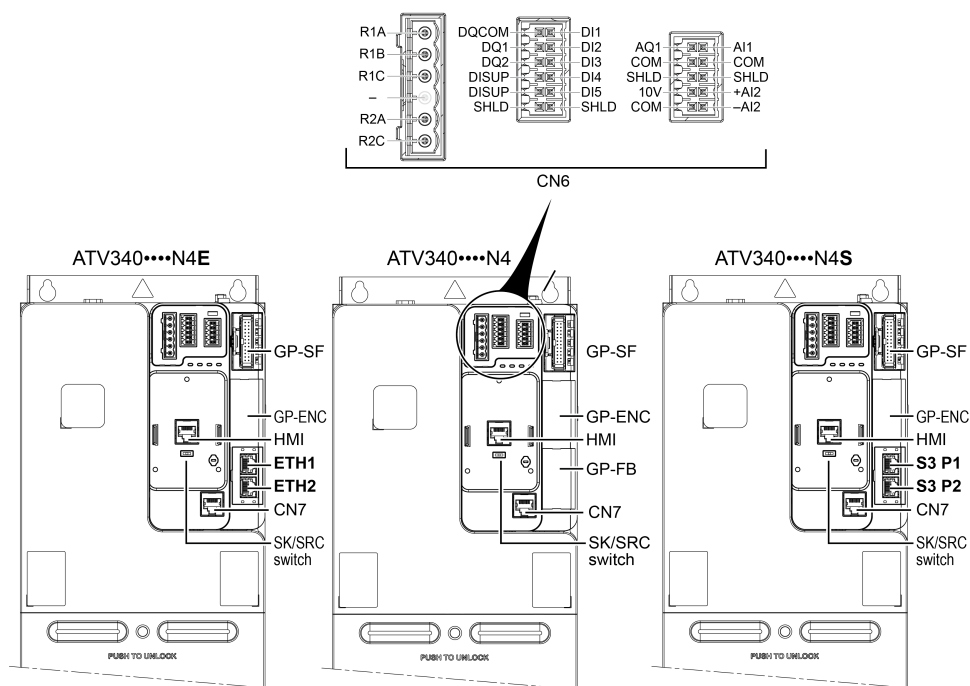 R1A
R1B
R1C
–
R2A
R2C
DQCOM DI1
DQ1 DI2
DQ2 DI3
DISUP DI4
DISUP DI5
SHLD SHLD
AQ1 AI1
COM COM
SHLD SHLD
10V +AI2
COM –AI2
CN6
ATV340••••N4E
GP-SF
GP-ENC
HMI
ETH1
ETH2
CN7
SK/SRC
switch
PUSH TO UNLOCK
ATV340••••N4
GP-SF
GP-ENC
HMI
GP-FB
CN7
SK/SRC
switch
PUSH TO UNLOCK
ATV340••••N4S
GP-SF
GP-ENC
HMI
S3 P1
S3 P2
CN7
SK/SRC
switch
PUSH TO UNLOCK